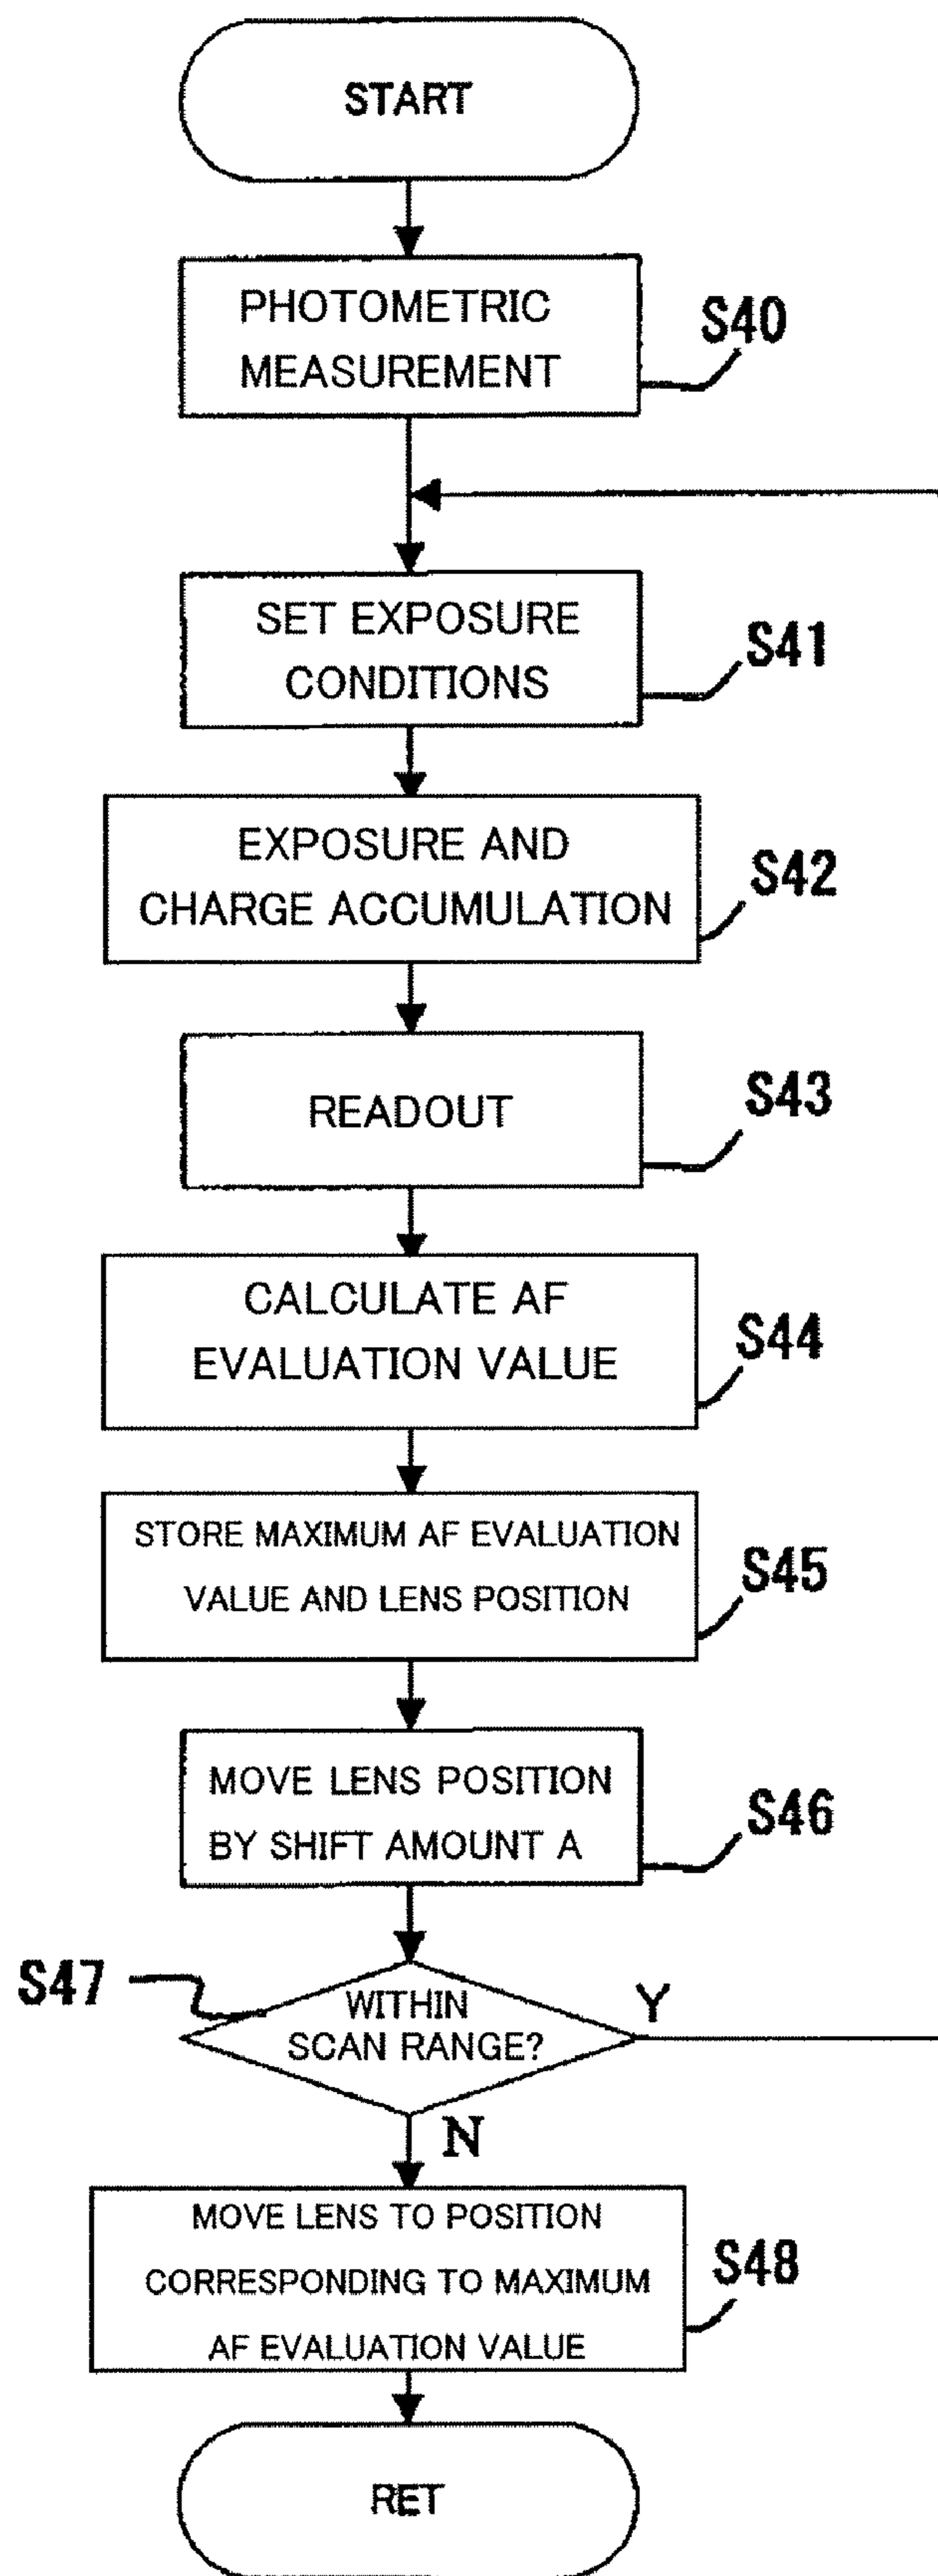 START
PHOTOMETRIC
MEASUREMENT
S40
SET EXPOSURE
CONDITIONS
S41
EXPOSURE AND
CHARGE ACCUMULATION
S42
READOUT
S43
CALCULATE AF
EVALUATION VALUE
S44
STORE MAXIMUM AF EVALUATION
VALUE AND LENS POSITION
S45
MOVE LENS POSITION
BY SHIFT AMOUNT A
S46
S47
WITHIN
SCAN RANGE?
Y
N
MOVE LENS TO POSITION
CORRESPONDING TO MAXIMUM
AF EVALUATION VALUE
S48
RET